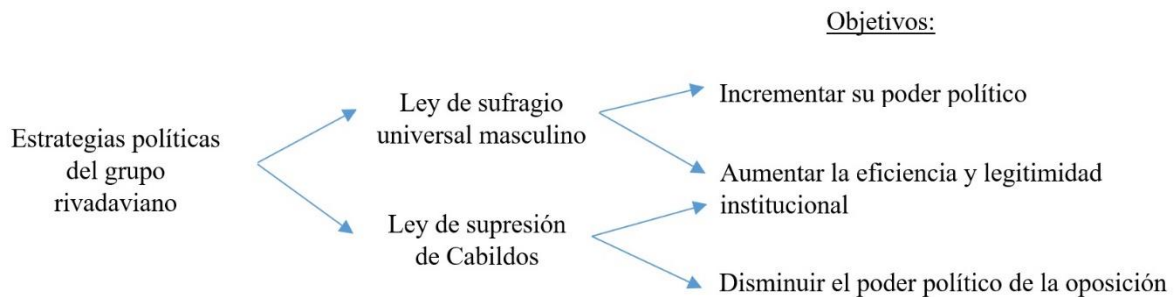 Objetivos:
Estrategias políticas
del grupo
rivadaviano
Ley de sufragio
universal masculino
Ley de supresión
de Cabildos
Incrementar su poder político
Aumentar la eficiencia y legitimidad
institucional
Disminuir el poder político de la oposición